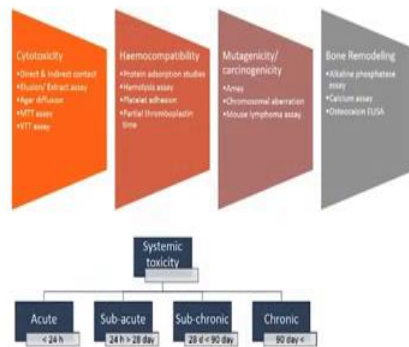 Cytotoxicity
•Direct & Indirect contact
•Elusion/ Extract assay
•Agar diffusion
•MTT assay
•XTT assay
Haemocompatibility
•Protein adsorption studies
•Hemolysis assay
•Platelet adhesion
•Partial thromboplastin
time
Mutagenicity/
carcinogenicity
•Ames
•Chromosomal aberration
•Mouse lymphoma assay
Bone Remodelling
•Alkaline phosphatase
assay
•Calcium assay
•Osteocalcin ELISA
Systemic
toxicity
Acute
< 24 h
Sub-acute
24 h > 28 day
Sub-chronic
28 d < 90 day
Chronic
90 day <